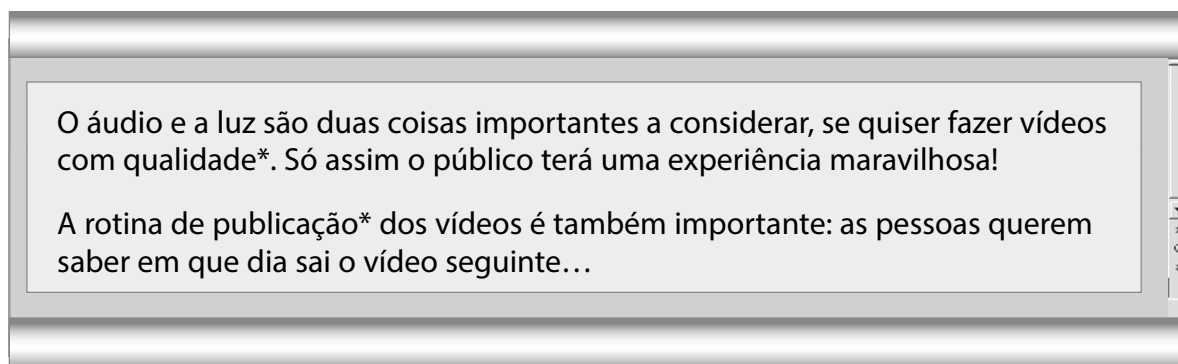 O áudio e a luz são duas coisas importantes a considerar, se quiser fazer vídeos
com qualidade*. Só assim o público terá uma experiência maravilhosa!
A rotina de publicação* dos vídeos é também importante: as pessoas querem
saber em que dia sai o vídeo seguinte…